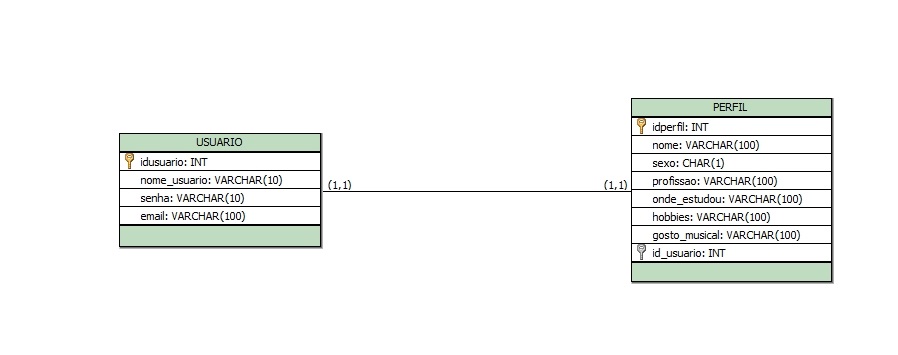 USUARIO
idusuario: INT
nome_usuario: VARCHAR(10)
senha: VARCHAR(10)
email: VARCHAR(100)
(1,1)
(1,1)
PERFIL
idperfil: INT
nome: VARCHAR(100)
sexo: CHAR(1)
profissao: VARCHAR(100)
onde_estudou: VARCHAR(100)
hobbies: VARCHAR(100)
gosto_musical: VARCHAR(100)
id_usuario: INT